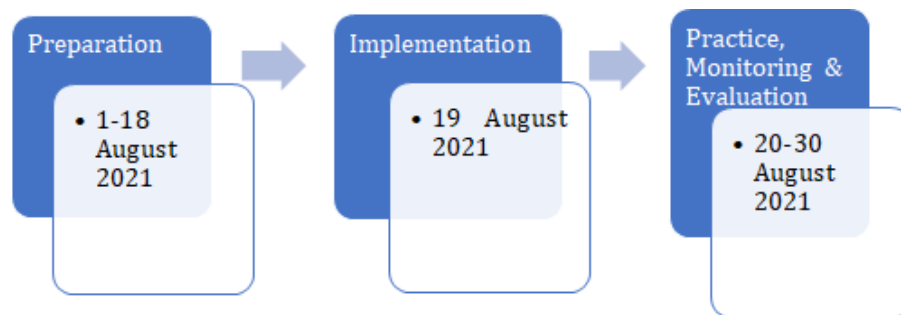 Preparation
• 1-18
August
2021
Implementation
• 19 August
2021
Practice,
Monitoring &
Evaluation
• 20-30
August
2021